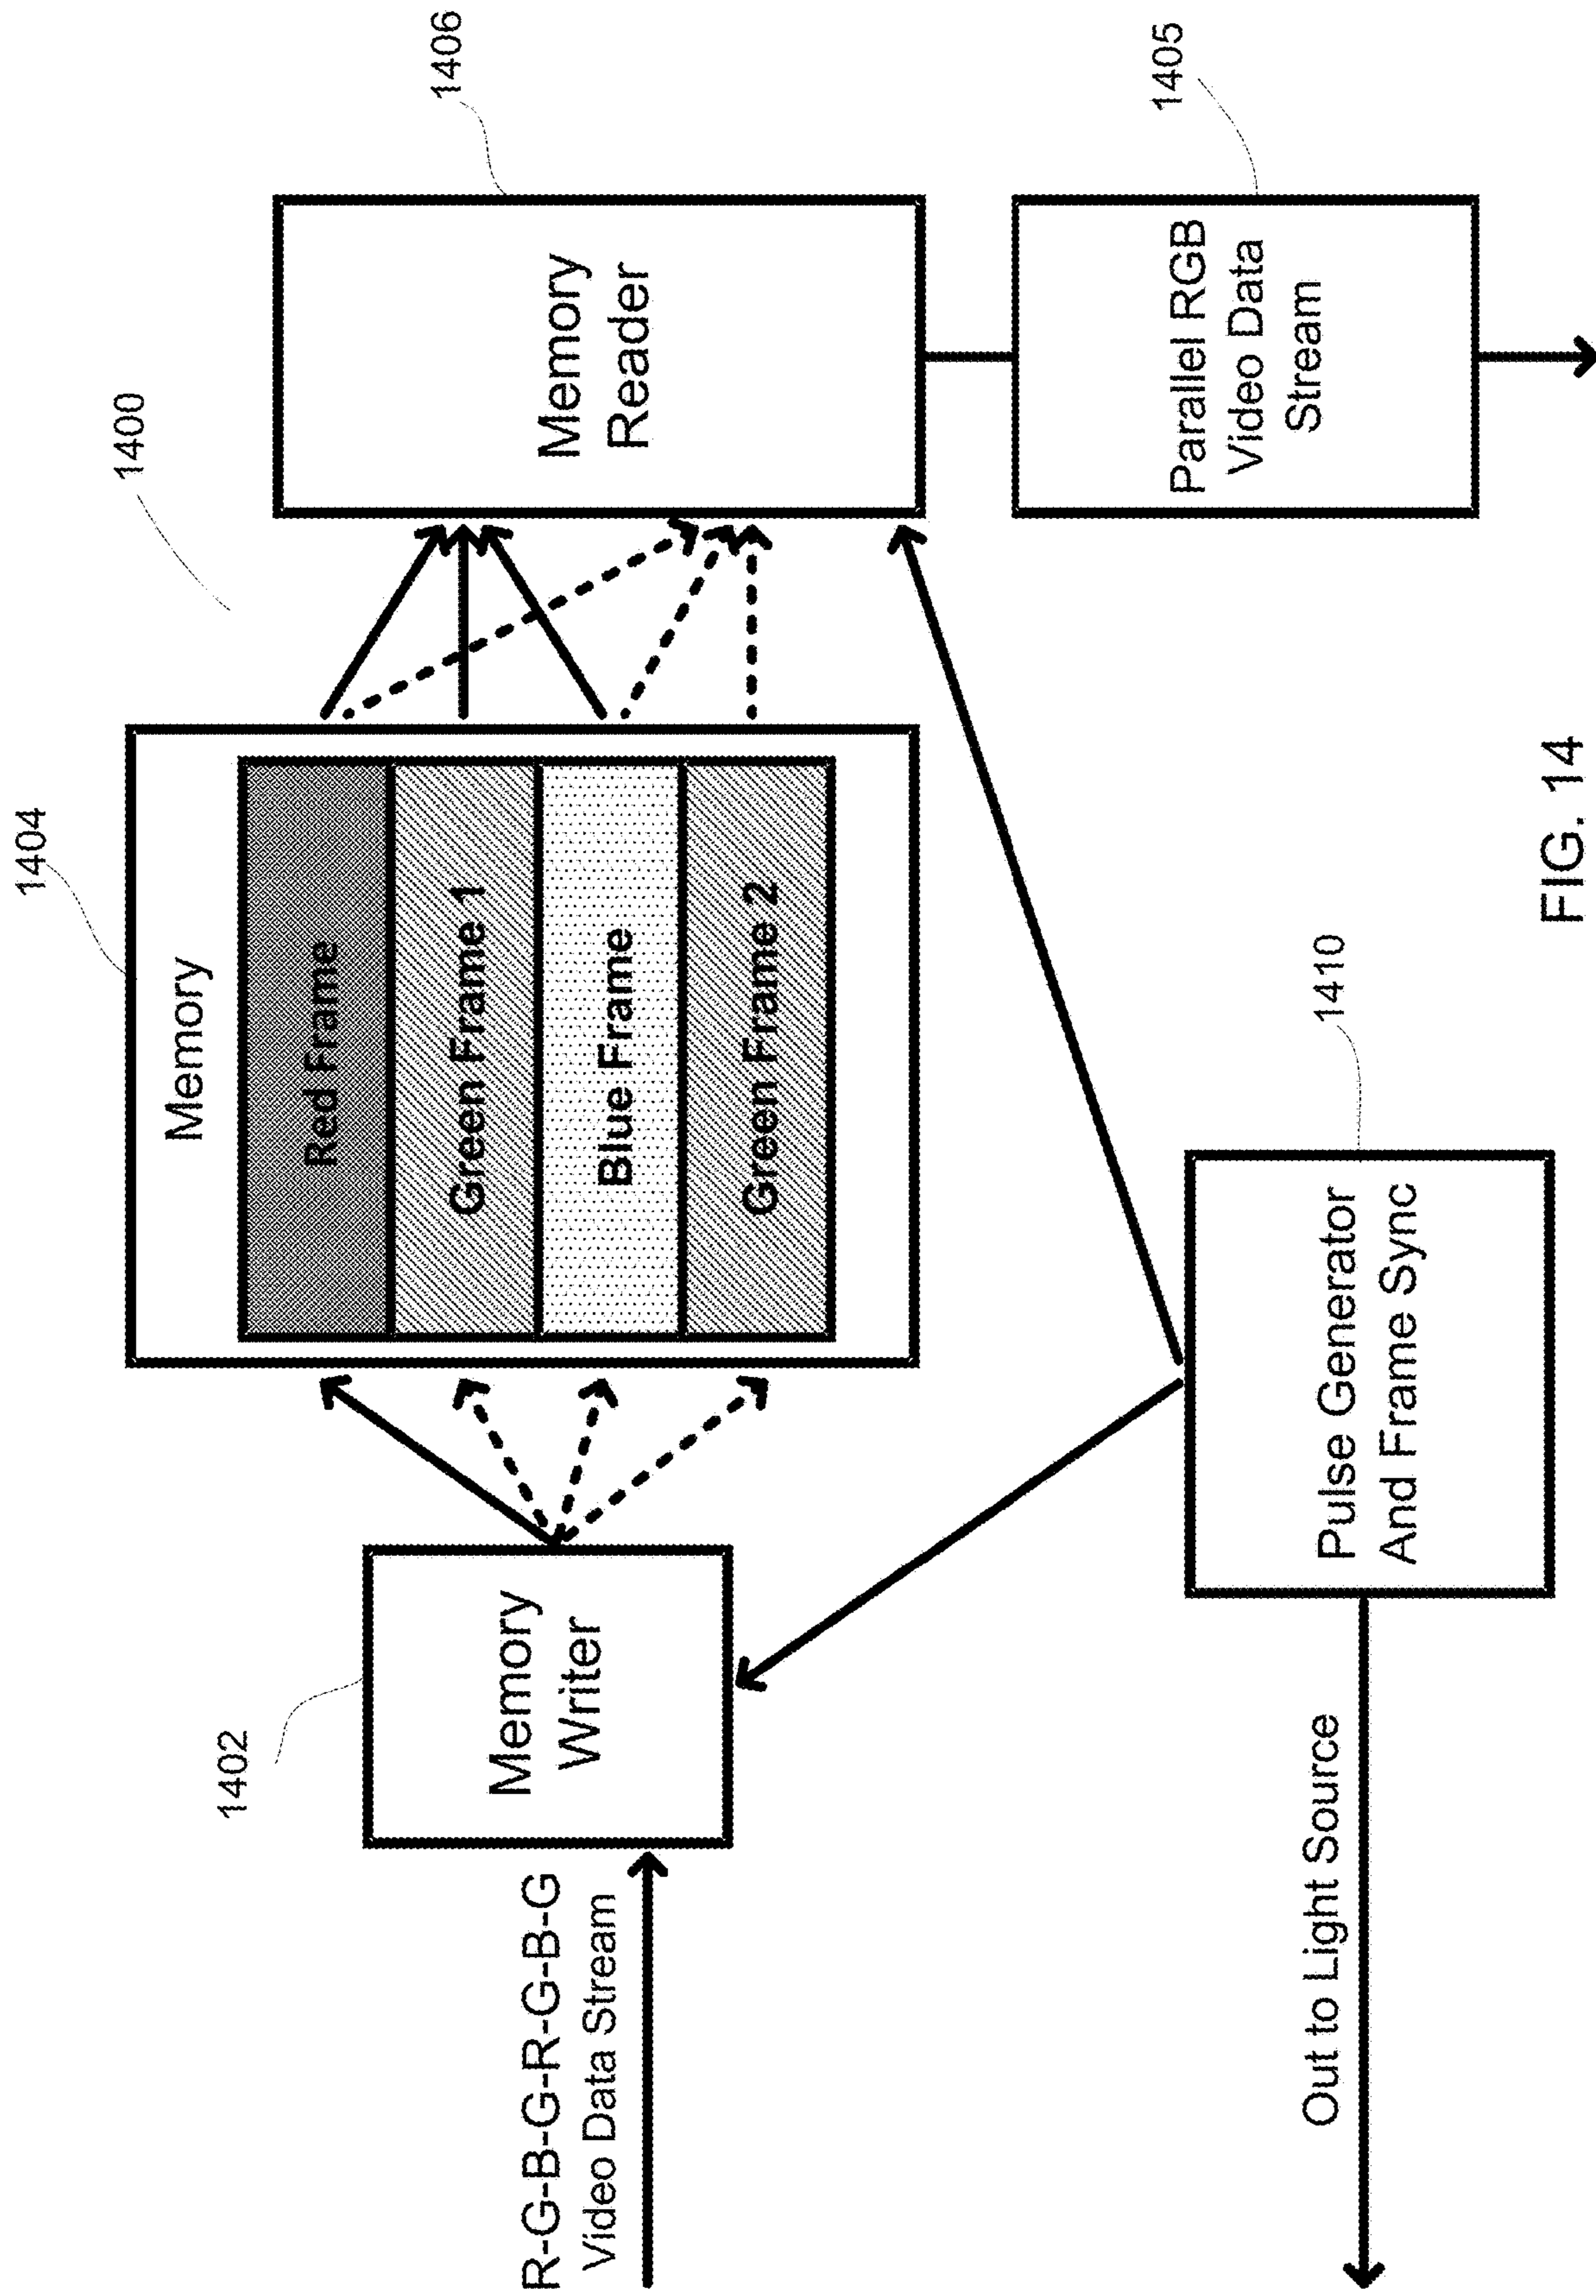 1400
1404
1406
1402
Memory
Red Frame
Green Frame 1
Blue Frame
Green Frame 2
Memory
Writer
Memory
Reader
R-G-B-G-R-G-B-G
Video Data Stream
1405
Parallel RGB
Video Data
Stream
1410
Pulse Generator
And Frame Sync
Out to Light Source
FIG. 14